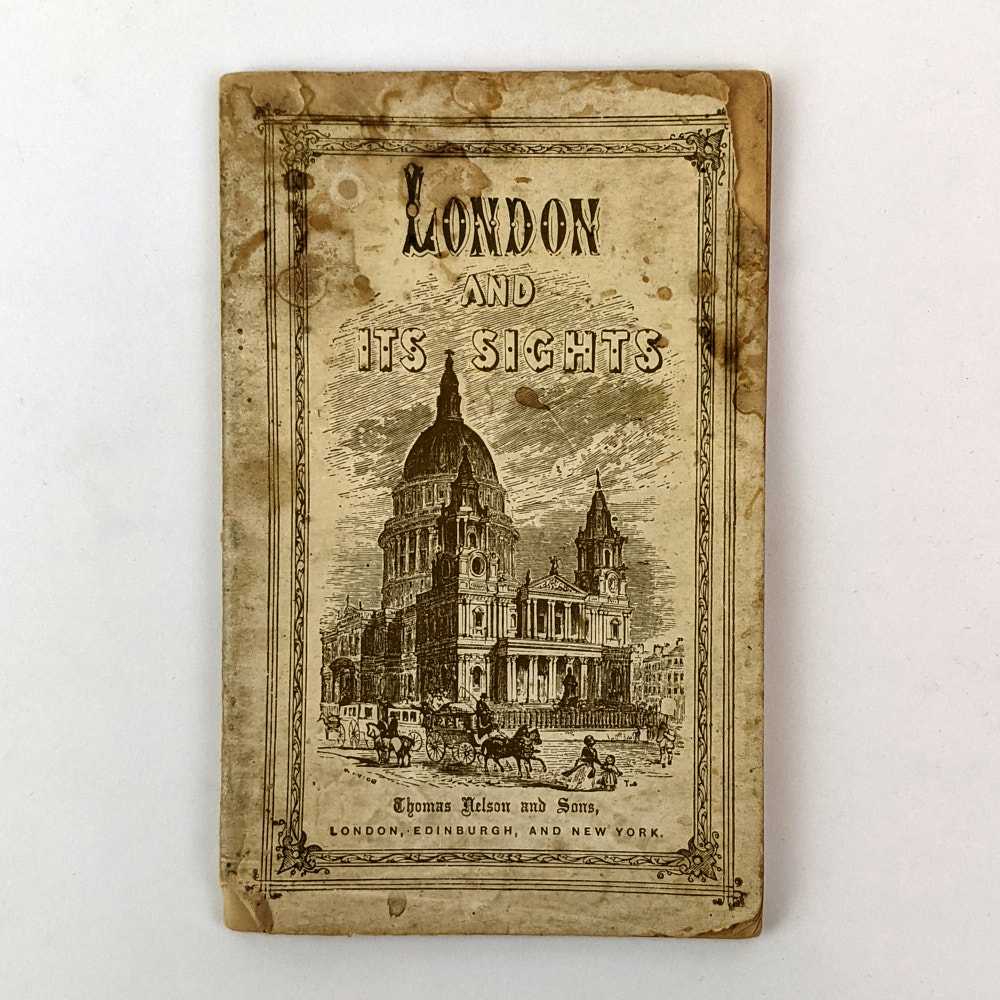 LONDON
AND
ITS SIGHTS
Thomas Nelson and Sons,
LONDON, EDINBURGH, AND NEW YORK.